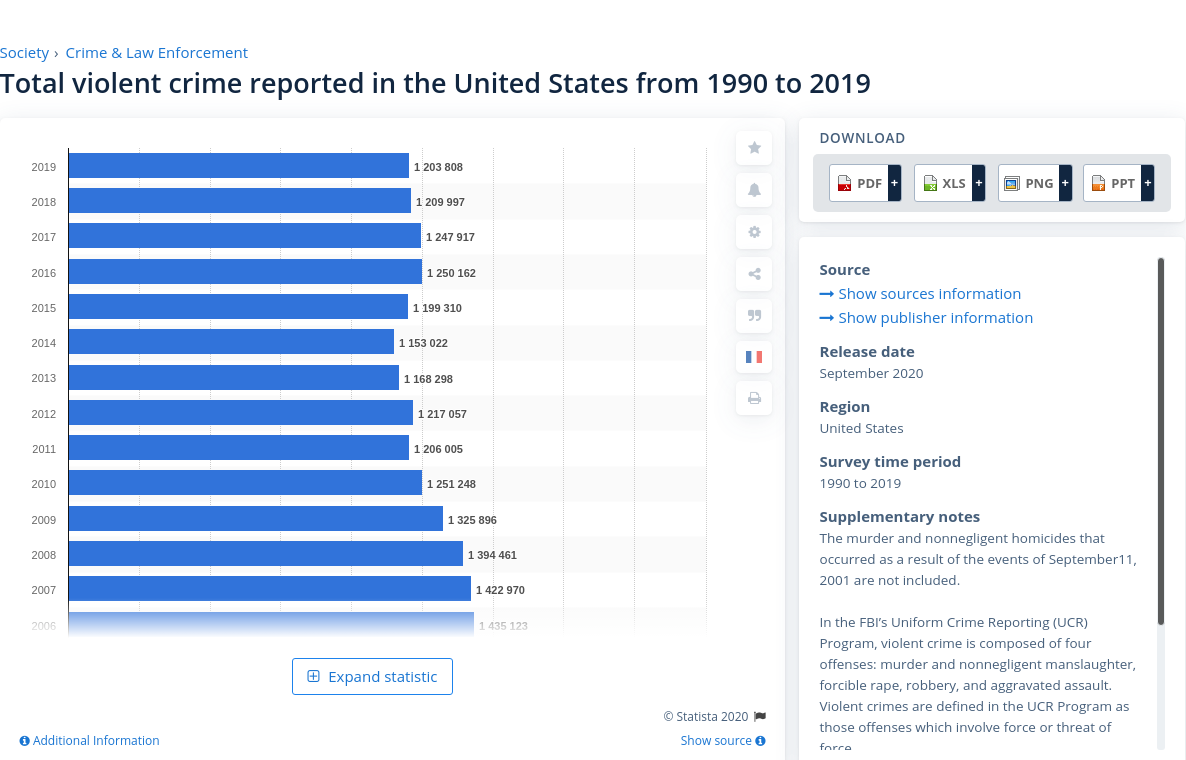 Society › Crime & Law Enforcement
Total violent crime reported in the United States from 1990 to 2019
2019 1 203 808
2018 1 209 997
2017 1 247 917
2016 1 250 162
2015 1 199 310
2014 1 153 022
2013 1 168 298
2012 1 217 057
2011 1 206 005
2010 1 251 248
2009 1 325 896
2008 1 394 461
2007 1 422 970
2006 1 435 123
Expand statistic
© Statista 2020
Additional Information
Show source
DOWNLOAD
PDF + XLS + PNG + PPT +
Source
Show sources information
Show publisher information
Release date
September 2020
Region
United States
Survey time period
1990 to 2019
Supplementary notes
The murder and nonnegligent homicides that
occurred as a result of the events of September11,
2001 are not included.
In the FBI's Uniform Crime Reporting (UCR)
Program, violent crime is composed of four
offenses: murder and nonnegligent manslaughter,
forcible rape, robbery, and aggravated assault.
Violent crimes are defined in the UCR Program as
those offenses which involve force or threat of
force